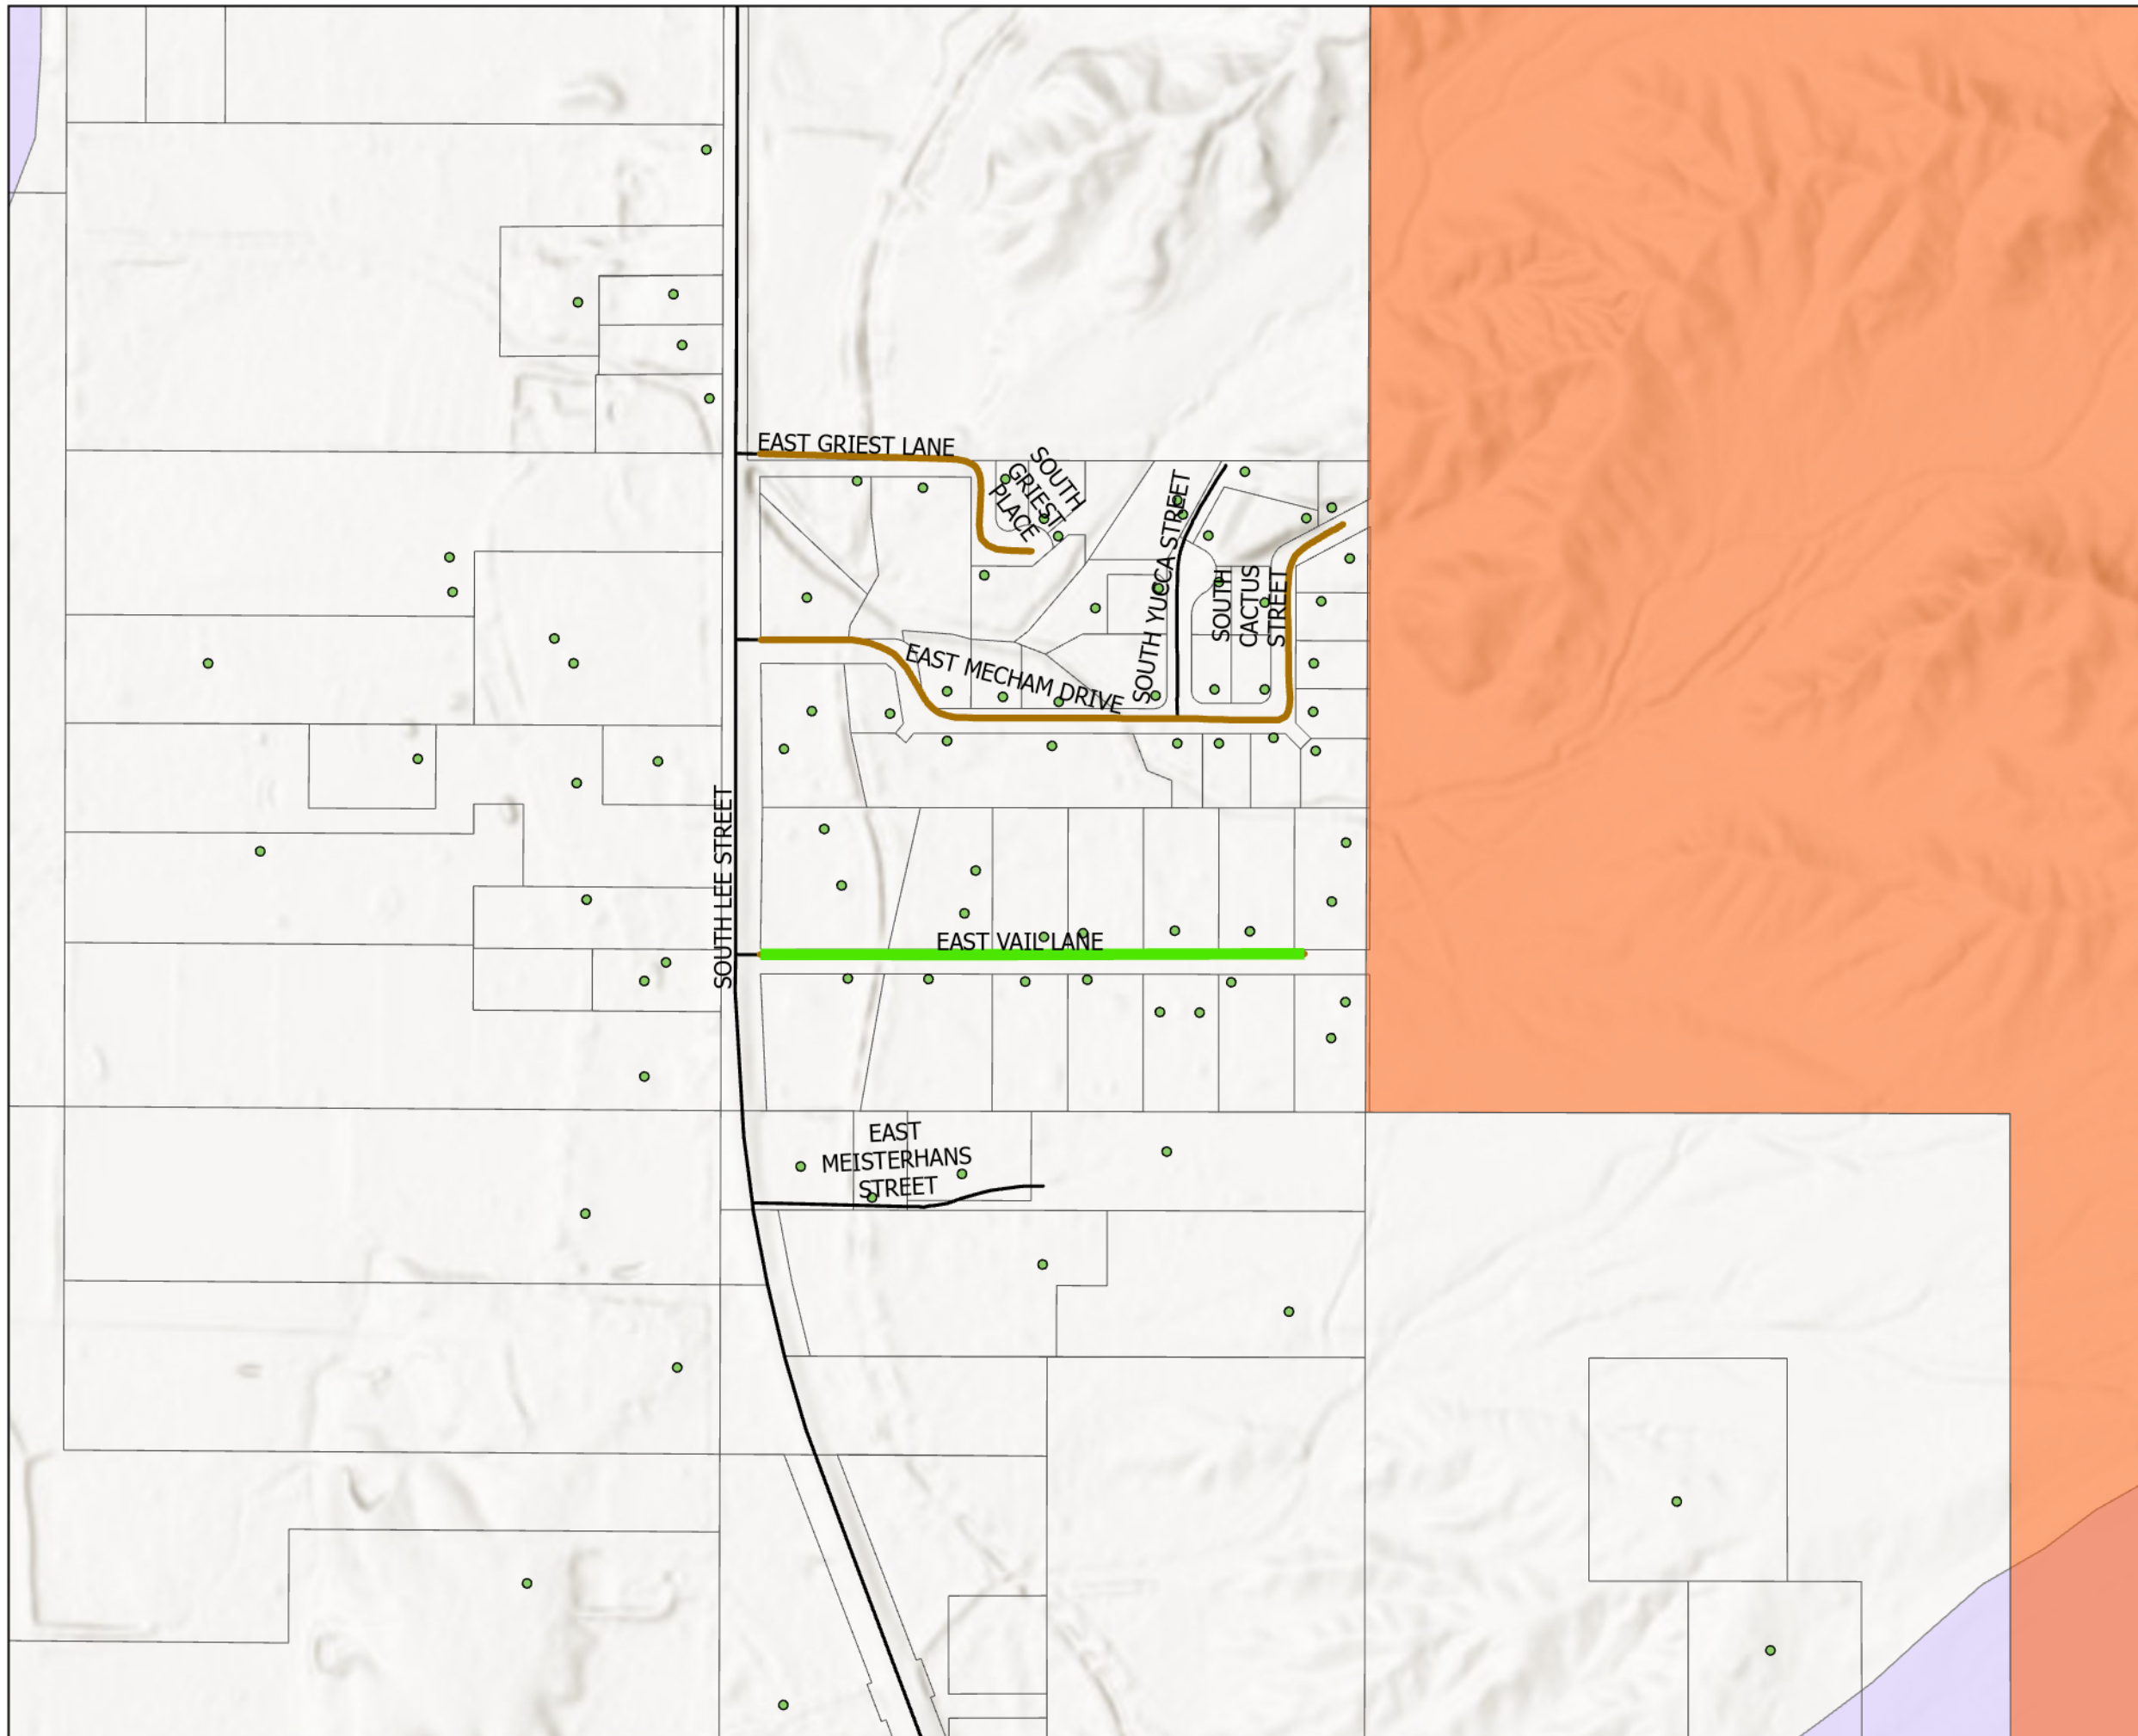 EAST GRIEST LANE
SOUTH
GRIEST
PLACE
SOUTH YUCCA STREET
SOUTH
CACTUS
STREET
EAST MECHAM DRIVE
SOUTH LEE STREET
EAST VAIL LANE
EAST
MEISTERHANS
STREET